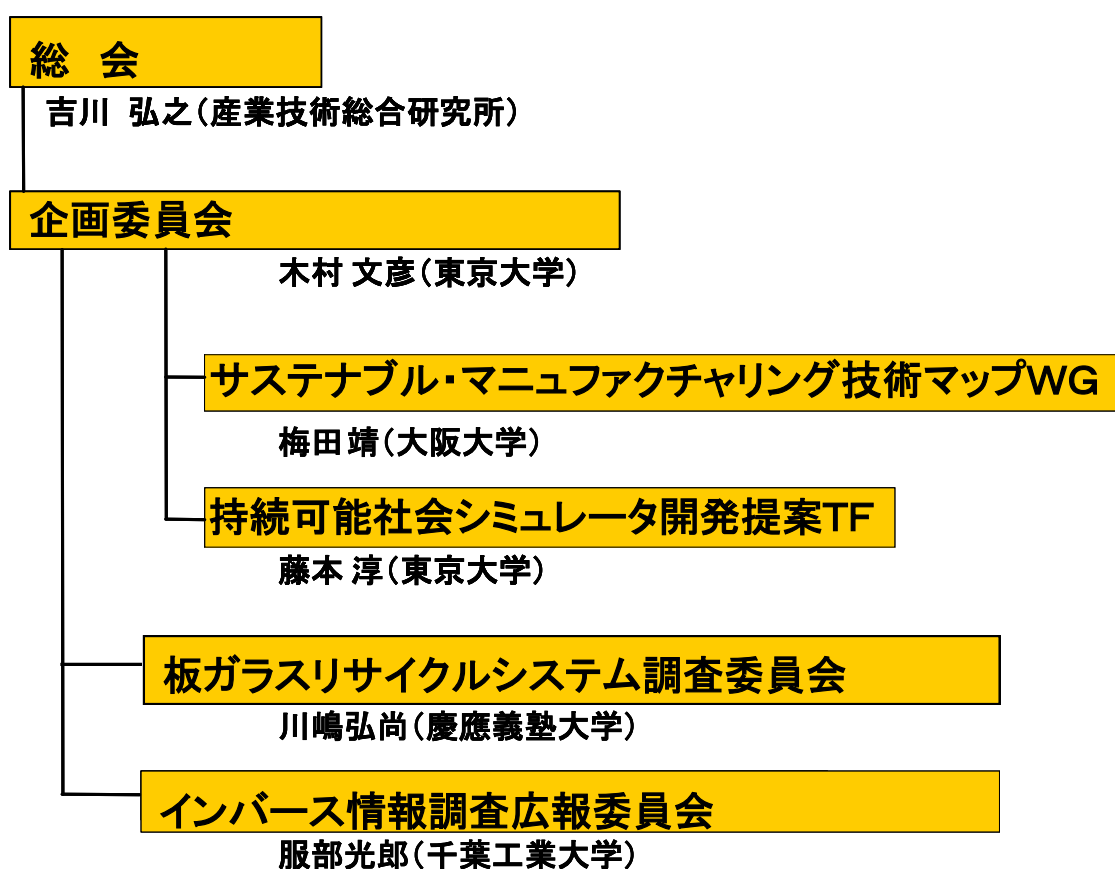 総　会
吉川　弘之（産業技術総合研究所）
企画委員会
木村 文彦（東京大学）
サステナブル・マニュファクチャリング技術マップWG
梅田 靖（大阪大学）
持続可能社会シミュレータ開発提案TF
藤本 淳（東京大学）
板ガラスリサイクルシステム調査委員会
川嶋弘尚（慶應義塾大学）
インバース情報調査広報委員会
服部光郎（千葉工業大学）